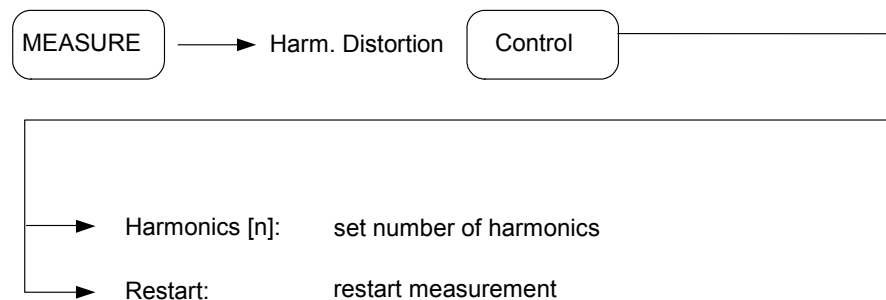 MEASURE Harm. Distortion Control
Harmonics [n]: set number of harmonics
Restart: restart measurement